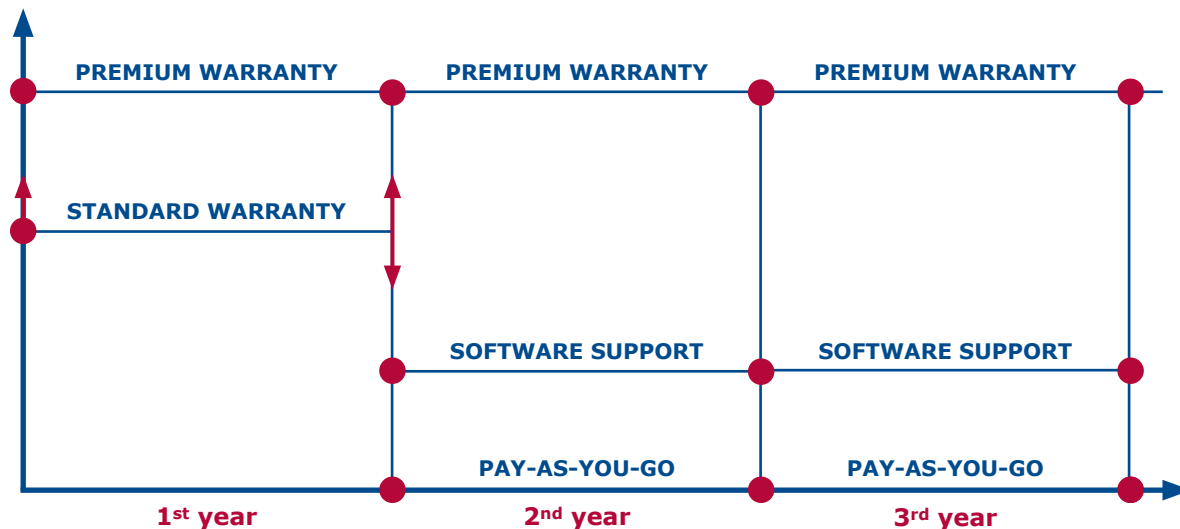 PREMIUM WARRANTY PREMIUM WARRANTY PREMIUM WARRANTY
STANDARD WARRANTY
SOFTWARE SUPPORT SOFTWARE SUPPORT
PAY-AS-YOU-GO PAY-AS-YOU-GO
1st year 2nd year 3rd year